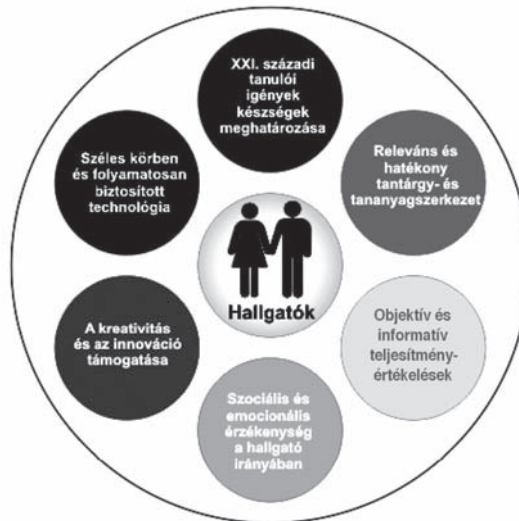 XXI. századi
tanulói
igények
készségek
meghatározása
Releváns és
hatékony
tantárgy- és
tananyagszerkezet
Objektív és
informatív
teljesítmény-
értékelések
Szociális és
emocionális
érzékenység
a hallgató
irányában
A kreativitás
és az innováció
támogatása
Széles körben
és folyamatosan
biztosított
technológia
Hallgatók